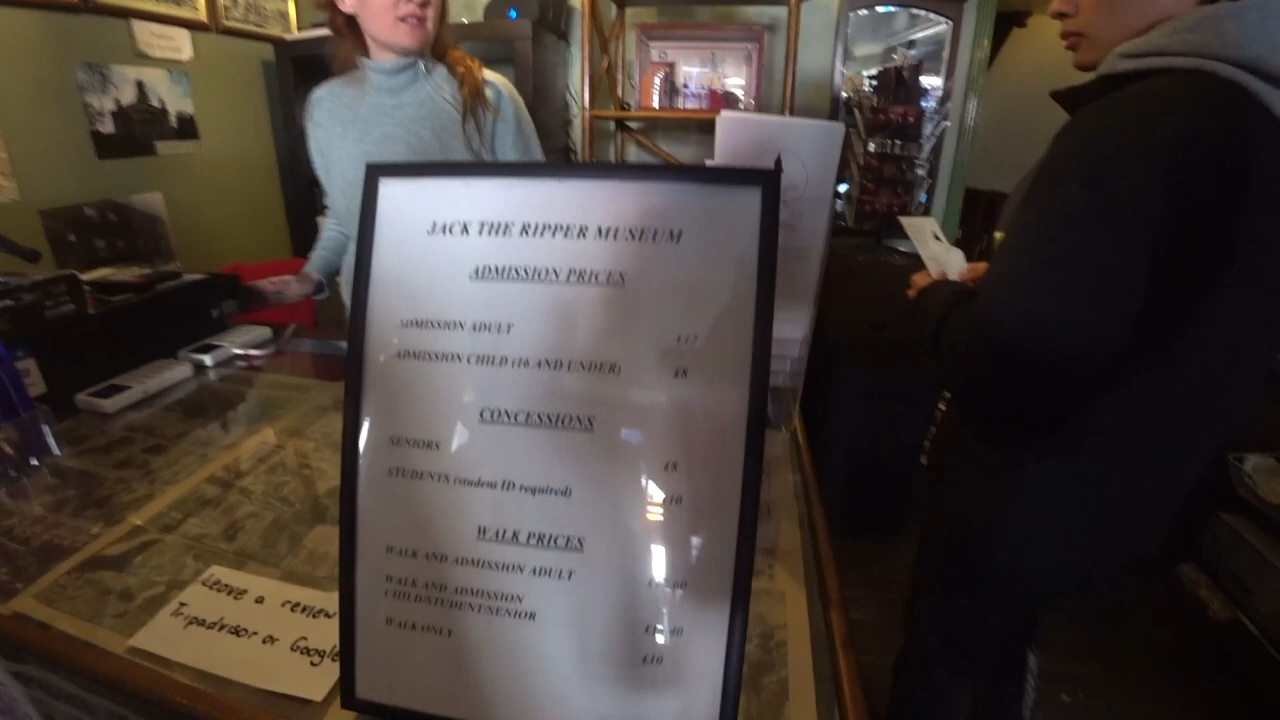 JACK THE RIPPER MUSEUM
ADMISSION PRICES
ADMISSION ADULT £12
ADMISSION CHILD (16 AND UNDER) £8
CONCESSIONS
SENIORS £8
STUDENTS (student ID required) £10
WALK PRICES
WALK AND ADMISSION ADULT
WALK AND ADMISSION
CHILD/STUDENT/SENIOR
WALK ONLY £10
Leave a review
Tripadvisor or Google